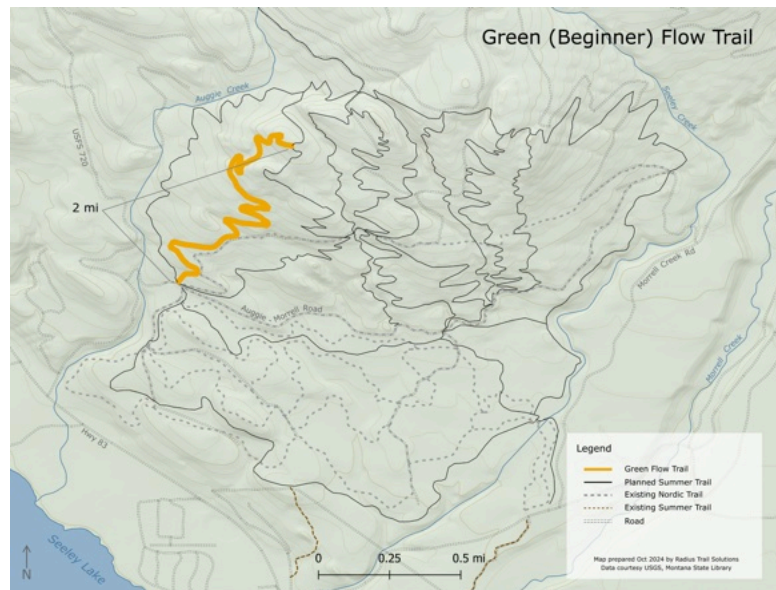 Green (Beginner) Flow Trail
Auggie Creek
Seeley Creek
USFS 720
2 mi
Morrell Creek Rd
Auggie - Morrell Road
Morrell Creek
Hwy 83
Seeley Lake
N
0 0.25 0.5 mi
Legend
Green Flow Trail
Planned Summer Trail
Existing Nordic Trail
Existing Summer Trail
Road
Map prepared Oct 2024 by Radius Trail Solutions
Data courtesy USGS, Montana State Library